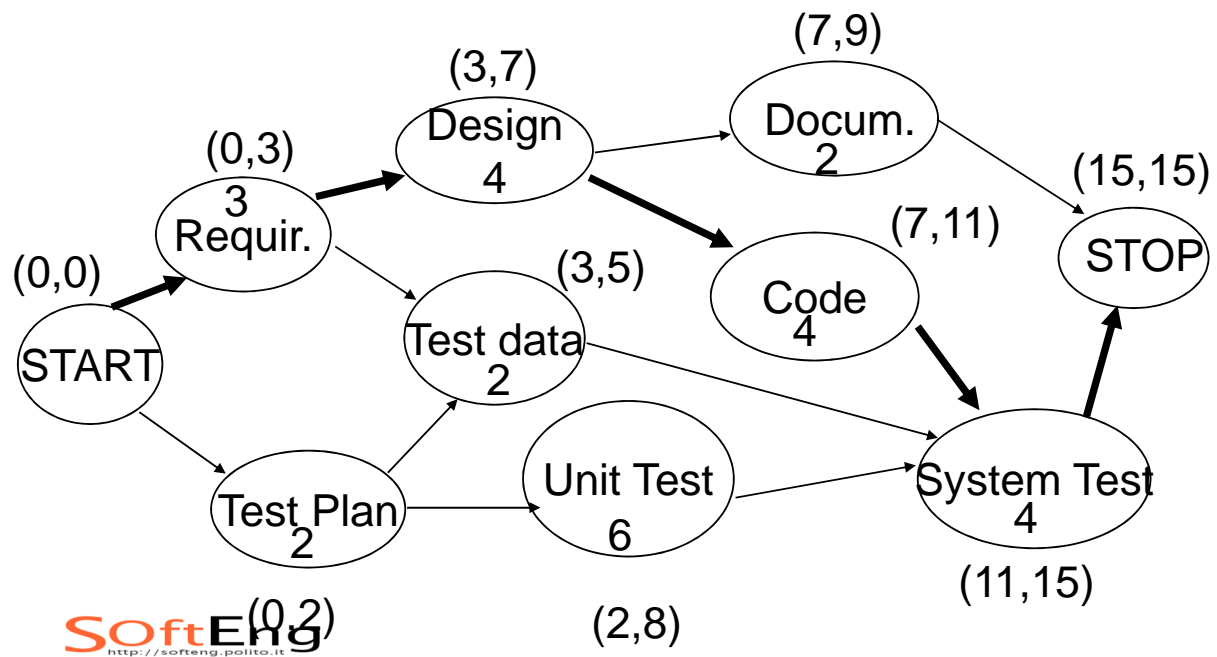 (7,9)
(3,7)
Docum.
2
Design
4
(0,3)
3
Requir.
(15,15)
STOP
(7,11)
Code
4
(0,0)
START
(3,5)
Test data
2
Test Plan
2
Unit Test
6
System Test
4
(11,15)
(0,2)
(2,8)
SOftEng
http://softeng.polito.it